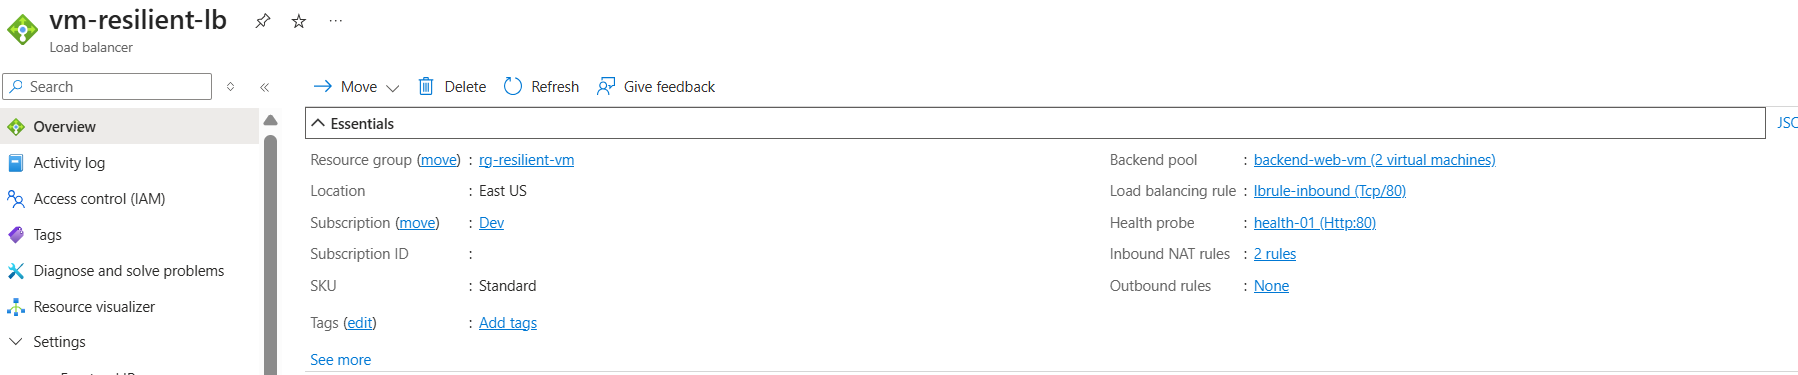 vm-resilient-lb
Load balancer
Search
Move
Delete
Refresh
Give feedback
Overview
Activity log
Access control (IAM)
Tags
Diagnose and solve problems
Resource visualizer
Settings
Essentials
JSO
Resource group (move) : rg-resilient-vm
Location : East US
Subscription (move) : Dev
Subscription ID :
SKU : Standard
Tags (edit) : Add tags
See more
Backend pool : backend-web-vm (2 virtual machines)
Load balancing rule : lbrule-inbound (Tcp/80)
Health probe : health-01 (Http:80)
Inbound NAT rules : 2 rules
Outbound rules : None